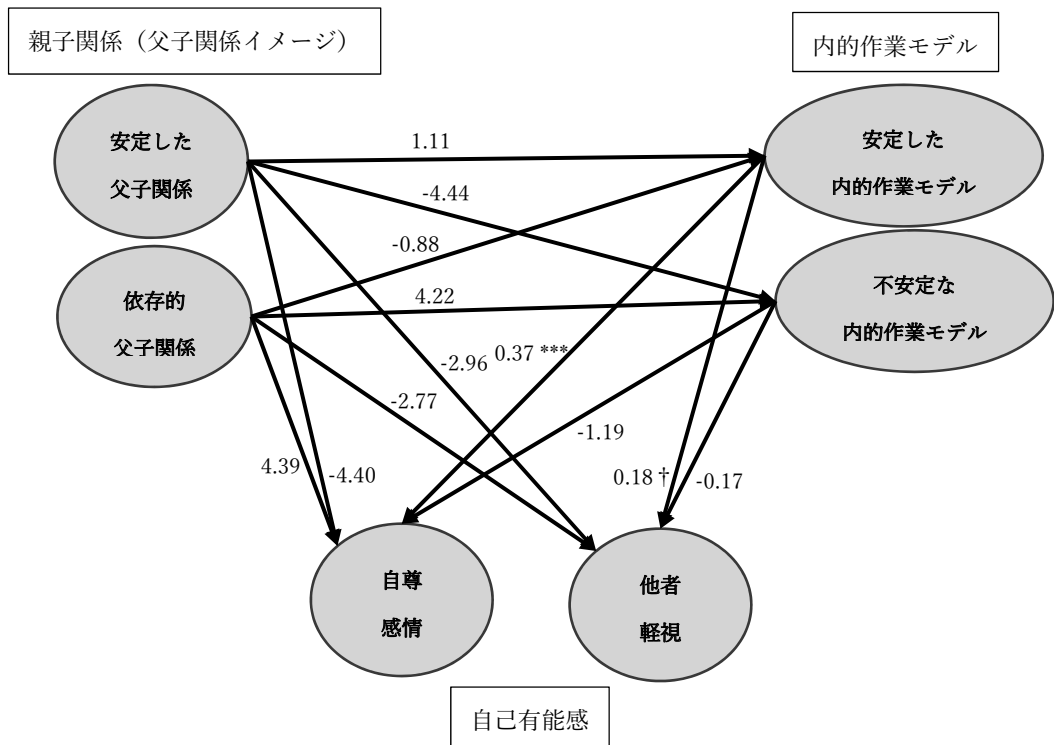 親子関係（父子関係イメージ）
内的作業モデル
安定した
父子関係
安定した
内的作業モデル
依存的
父子関係
不安定な
内的作業モデル
1.11
-4.44
-0.88
4.22
-2.96
0.37 ***
-2.77
-1.19
4.39
-4.40
0.18 †
-0.17
自尊
感情
他者
軽視
自己有能感